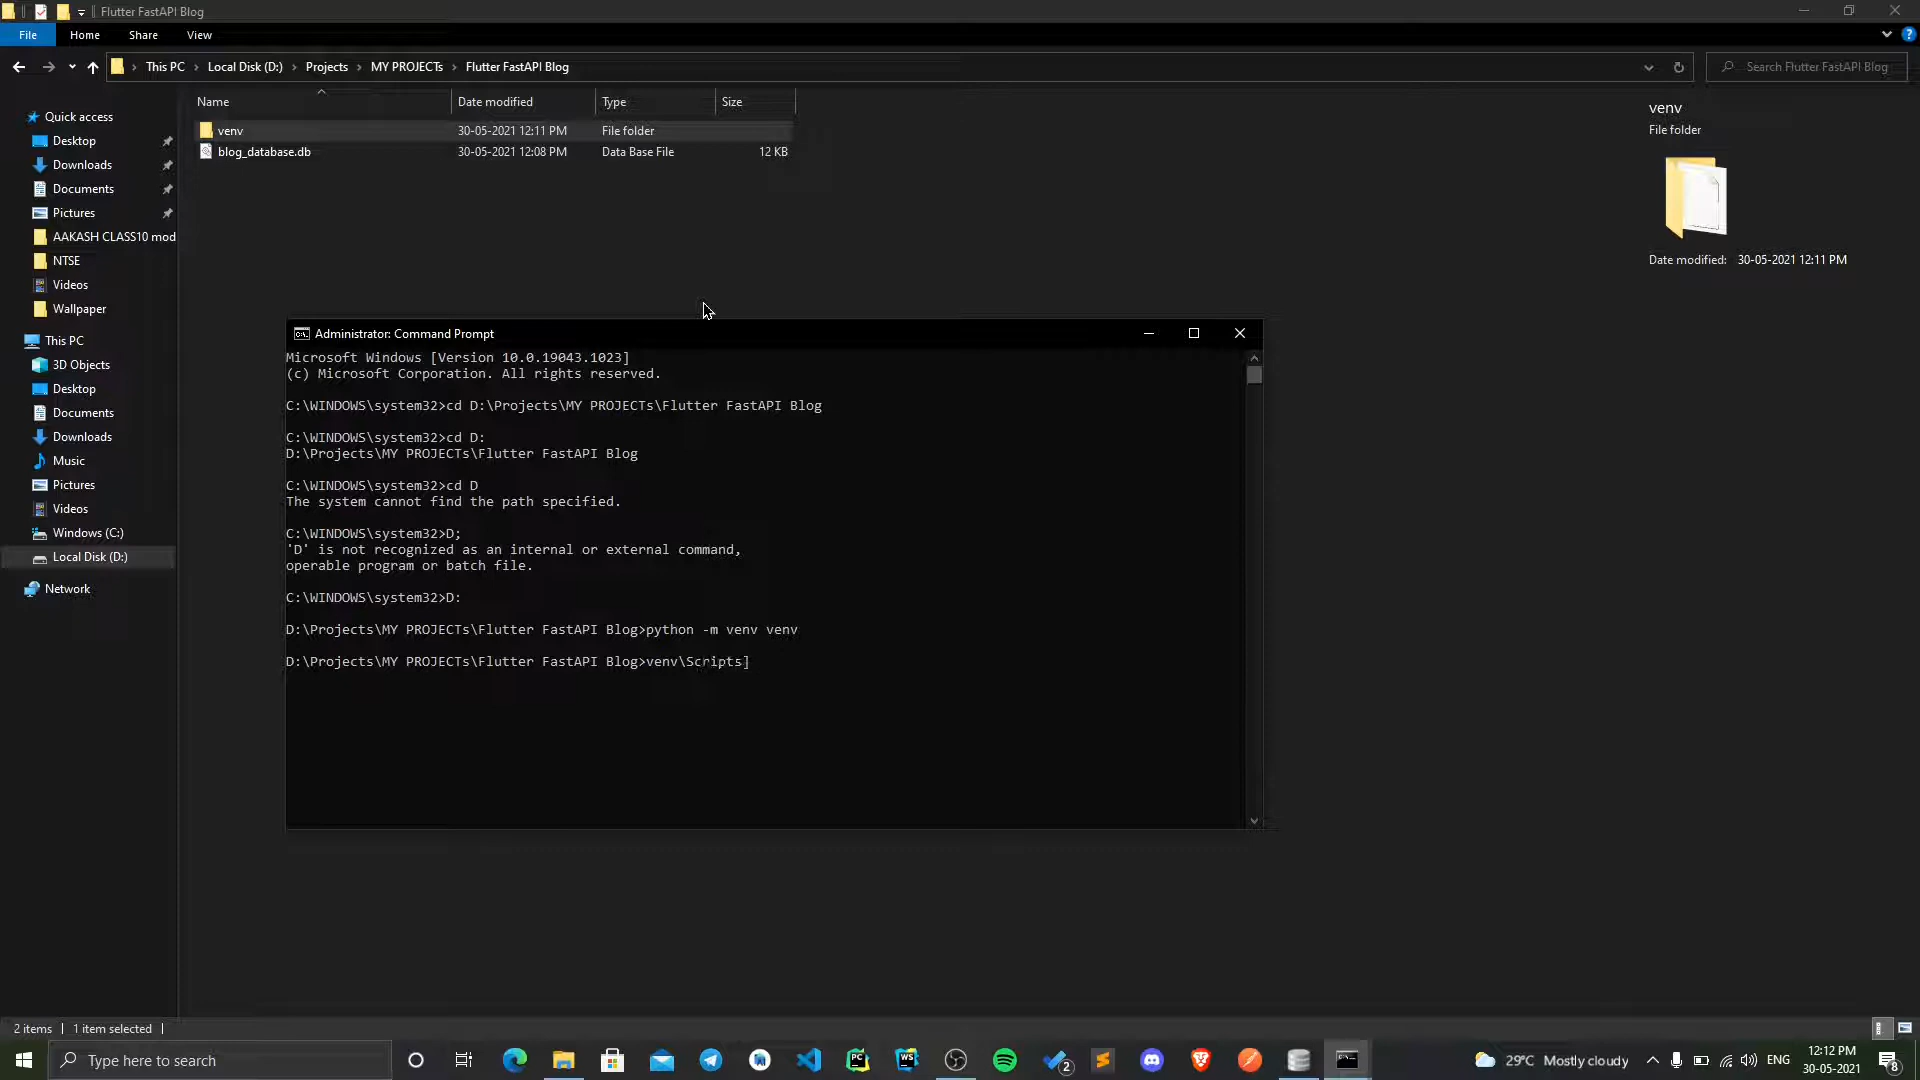 Flutter FastAPI Blog
File Home Share View
This PC Local Disk (D:) Projects MY PROJECTs Flutter FastAPI Blog
Search Flutter FastAPI Blog
Name Date modified Type Size
venv 30-05-2021 12:11 PM File folder
blog_database.db 30-05-2021 12:08 PM Data Base File 12 KB
Quick access
Desktop
Downloads
Documents
Pictures
AAKASH CLASS10 mod
NTSE
Videos
Wallpaper
This PC
3D Objects
Desktop
Documents
Downloads
Music
Pictures
Videos
Windows (C:)
Local Disk (D:)
Network
venv
File folder
Date modified: 30-05-2021 12:11 PM
Administrator: Command Prompt
Microsoft Windows [Version 10.0.19043.1023]
(c) Microsoft Corporation. All rights reserved.
C:\WINDOWS\system32>cd D:\Projects\MY PROJECTs\Flutter FastAPI Blog
C:\WINDOWS\system32>cd D:
D:\Projects\MY PROJECTs\Flutter FastAPI Blog
C:\WINDOWS\system32>cd D
The system cannot find the path specified.
C:\WINDOWS\system32>D;
'D' is not recognized as an internal or external command,
operable program or batch file.
C:\WINDOWS\system32>D:
D:\Projects\MY PROJECTs\Flutter FastAPI Blog>python -m venv venv
D:\Projects\MY PROJECTs\Flutter FastAPI Blog>venv\Scripts]
2 items 1 item selected
Type here to search
PC
WS
2
29°C Mostly cloudy
ENG
12:12 PM
30-05-2021
8